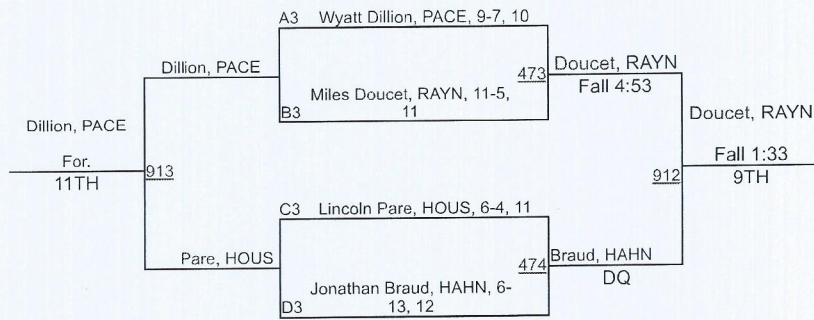 A3 Wyatt Dillion, PACE, 9-7, 10
Dillion, PACE
473
Doucet, RAYN
Fall 4:53
Miles Doucet, RAYN, 11-5,
11
B3
Dillion, PACE
Doucet, RAYN
For.
913
11TH
Fall 1:33
912
9TH
C3 Lincoln Pare, HOUS, 6-4, 11
Pare, HOUS
474
Braud, HAHN
DQ
Jonathan Braud, HAHN, 6-
13, 12
D3